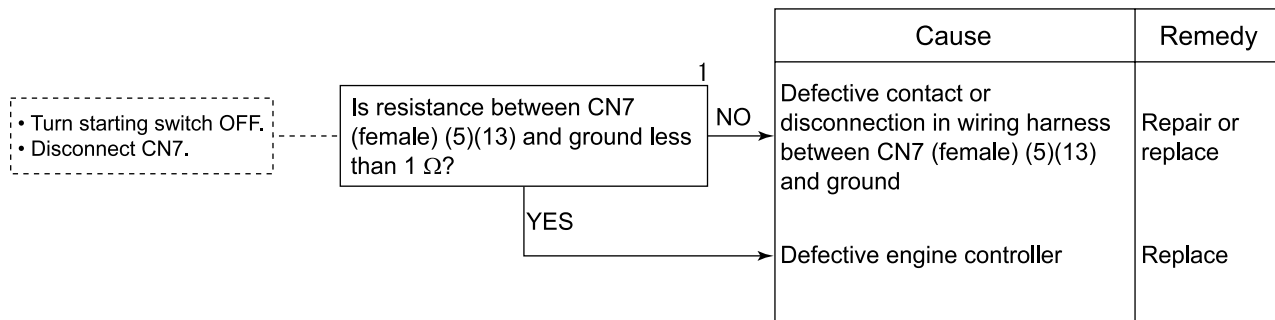 Cause
Remedy
1
• Turn starting switch OFF.
• Disconnect CN7.
Is resistance between CN7
(female) (5)(13) and ground less
than 1 Ω?
NO
Defective contact or
disconnection in wiring harness
between CN7 (female) (5)(13)
and ground
Repair or
replace
YES
Defective engine controller
Replace